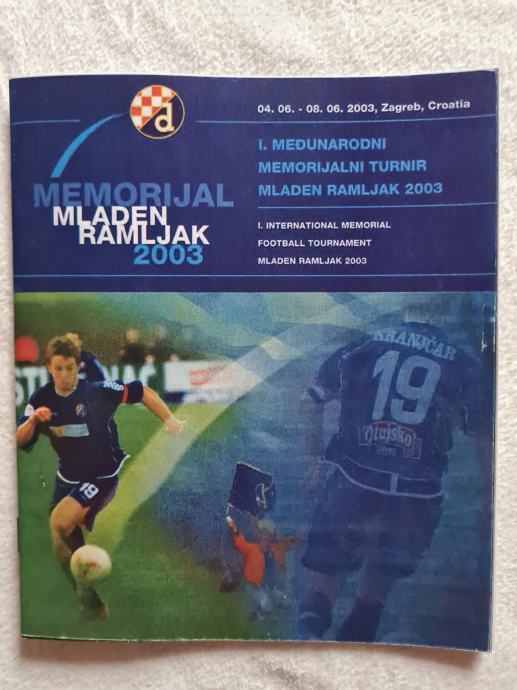 d
04. 06. - 08. 06. 2003, Zagreb, Croatia
I. MEĐUNARODNI
MEMORIJALNI TURNIR
MLADEN RAMLJAK 2003
MEMORIJAL
MLADEN
RAMLJAK
2003
I. INTERNATIONAL MEMORIAL
FOOTBALL TOURNAMENT
MLADEN RAMLJAK 2003
KRANJČAR
19
Ožujsko
PIVO
19